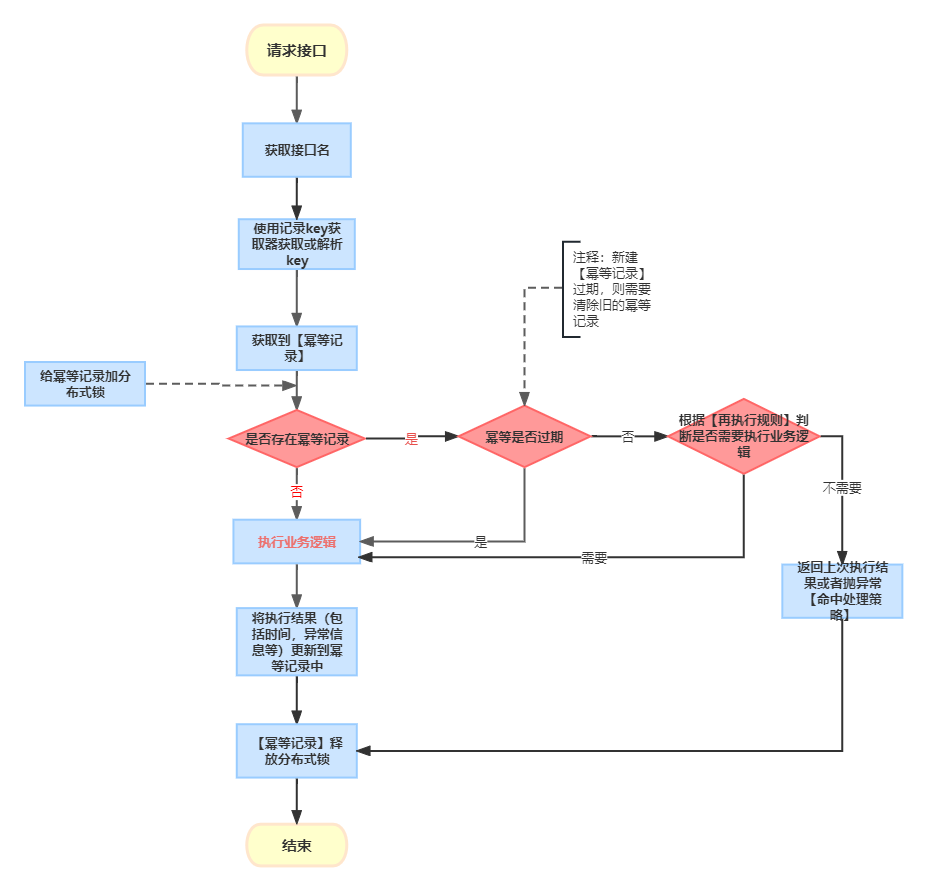 请求接口
获取接口名
使用记录key获
取器获取或解析
key
注释：新建
【幂等记录】
过期，则需要
清除旧的幂等
记录
获取到【幂等记
录】
给幂等记录加分
布式锁
是否存在幂等记录
是
幂等是否过期
否
根据【再执行规则】判
断是否需要执行业务逻
辑
否
不需要
执行业务逻辑
是
需要
返回上次执行结
果或者抛异常
【命中处理策
略】
将执行结果（包
括时间，异常信
息等）更新到幂
等记录中
【幂等记录】释
放分布式锁
结束